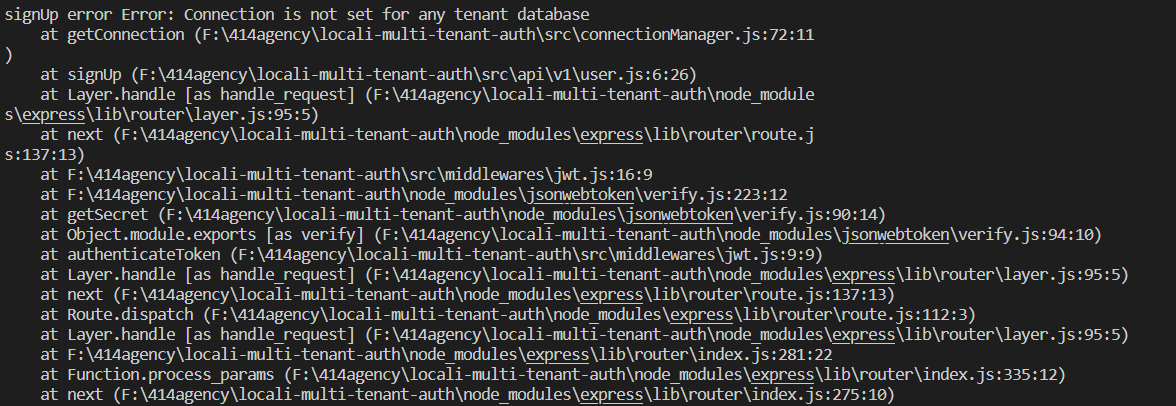 signUp error Error: Connection is not set for any tenant database
    at getConnection (F:\414agency\locali-multi-tenant-auth\src\connectionManager.js:72:11
)
    at signUp (F:\414agency\locali-multi-tenant-auth\src\api\v1\user.js:6:26)
    at Layer.handle [as handle_request] (F:\414agency\locali-multi-tenant-auth\node_module
s\express\lib\router\layer.js:95:5)
    at next (F:\414agency\locali-multi-tenant-auth\node_modules\express\lib\router\route.j
s:137:13)
    at F:\414agency\locali-multi-tenant-auth\src\middlewares\jwt.js:16:9
    at F:\414agency\locali-multi-tenant-auth\node_modules\jsonwebtoken\verify.js:223:12
    at getSecret (F:\414agency\locali-multi-tenant-auth\node_modules\jsonwebtoken\verify.js:90:14)
    at Object.module.exports [as verify] (F:\414agency\locali-multi-tenant-auth\node_modules\jsonwebtoken\verify.js:94:10)
    at authenticateToken (F:\414agency\locali-multi-tenant-auth\src\middlewares\jwt.js:9:9)
    at Layer.handle [as handle_request] (F:\414agency\locali-multi-tenant-auth\node_modules\express\lib\router\layer.js:95:5)
    at next (F:\414agency\locali-multi-tenant-auth\node_modules\express\lib\router\route.js:137:13)
    at Route.dispatch (F:\414agency\locali-multi-tenant-auth\node_modules\express\lib\router\route.js:112:3)
    at Layer.handle [as handle_request] (F:\414agency\locali-multi-tenant-auth\node_modules\express\lib\router\layer.js:95:5)
    at F:\414agency\locali-multi-tenant-auth\node_modules\express\lib\router\index.js:281:22
    at Function.process_params (F:\414agency\locali-multi-tenant-auth\node_modules\express\lib\router\index.js:335:12)
    at next (F:\414agency\locali-multi-tenant-auth\node_modules\express\lib\router\index.js:275:10)